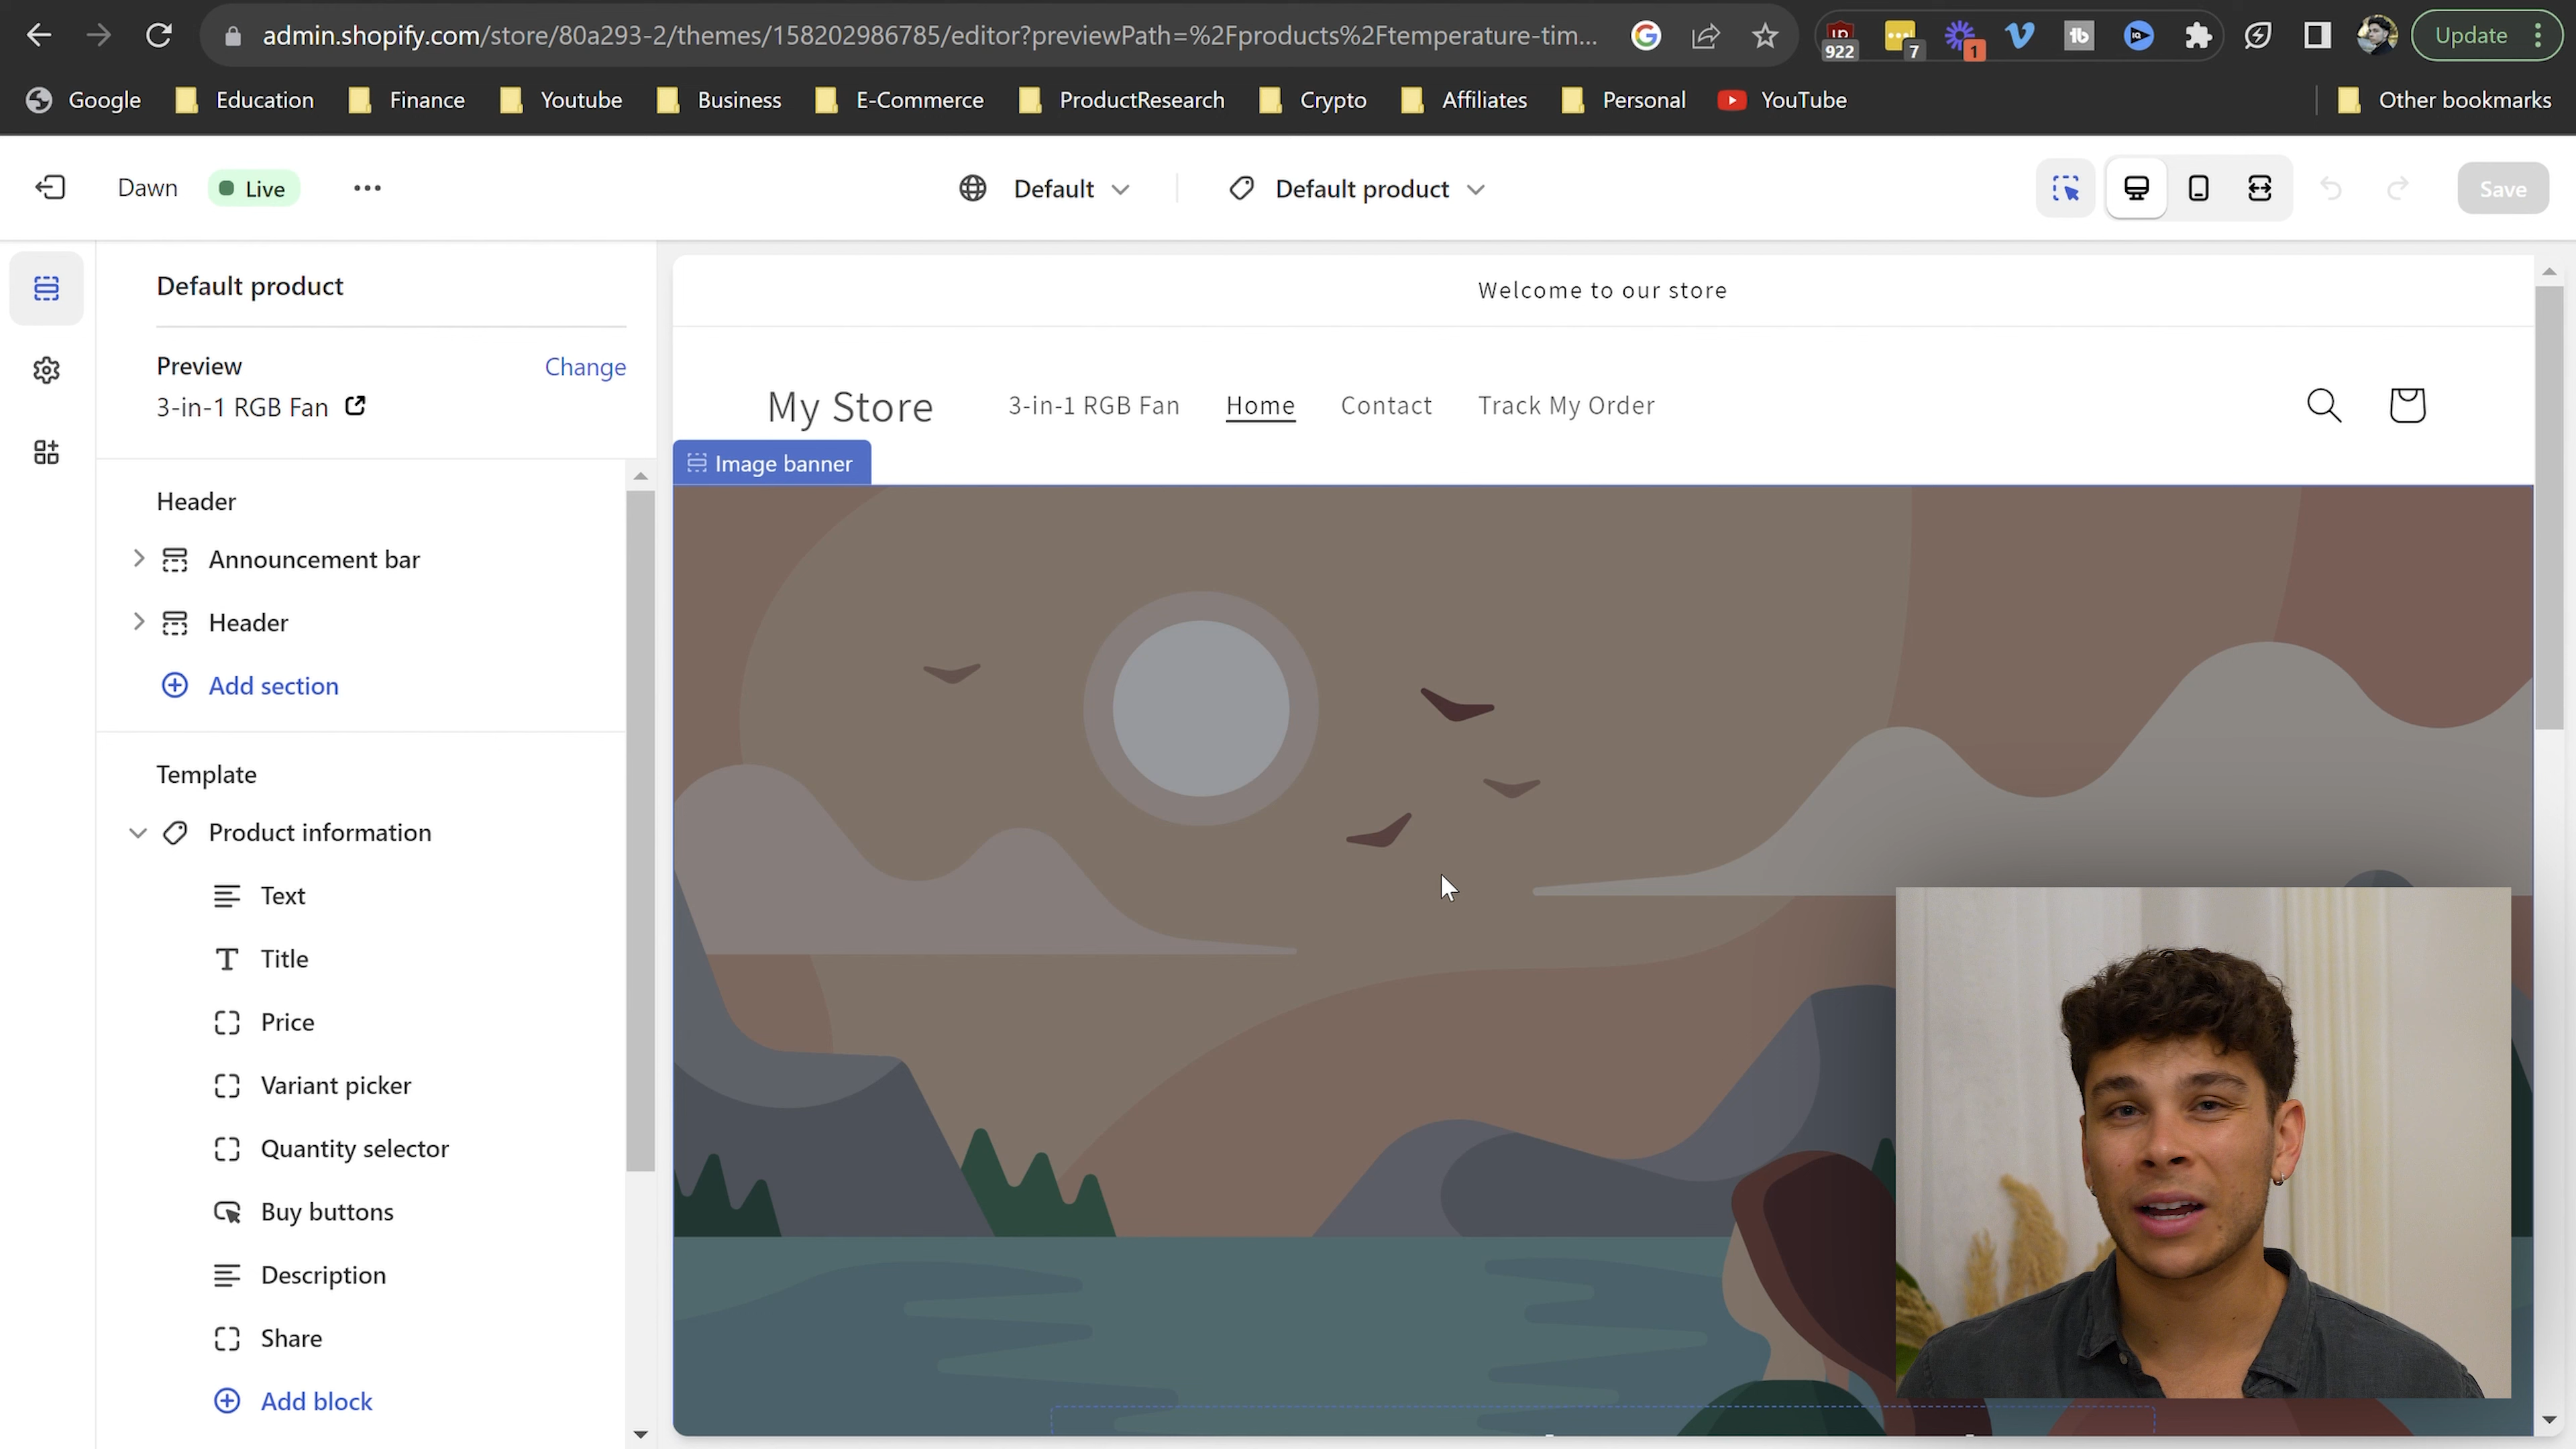 admin.shopify.com/store/80a293-2/themes/158202986785/editor?previewPath=%2Fproducts%2Ftemperature-tim...
922
7
1
Update
Google
Education
Finance
Youtube
Business
E-Commerce
ProductResearch
Crypto
Affiliates
Personal
YouTube
Other bookmarks
Dawn
Live
Default
Default product
Save
Default product
Preview
Change
3-in-1 RGB Fan
Header
Announcement bar
Header
Add section
Template
Product information
Text
Title
Price
Variant picker
Quantity selector
Buy buttons
Description
Share
Add block
Welcome to our store
My Store
3-in-1 RGB Fan
Home
Contact
Track My Order
Image banner